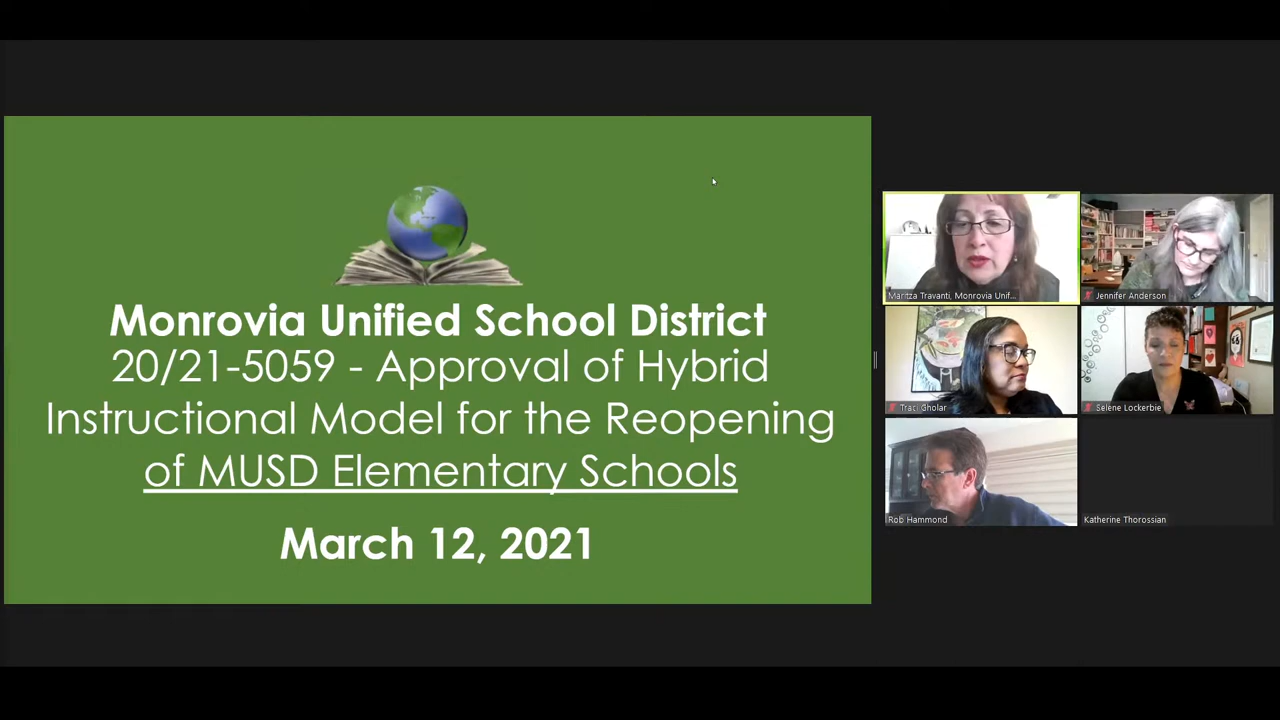 Monrovia Unified School District
20/21-5059 - Approval of Hybrid
Instructional Model for the Reopening
of MUSD Elementary Schools
March 12, 2021
Maritza Travanti, Monrovia Unif...
Jennifer Anderson
Traci Gholar
Selene Lockerbie
Rob Hammond
Katherine Thorossian